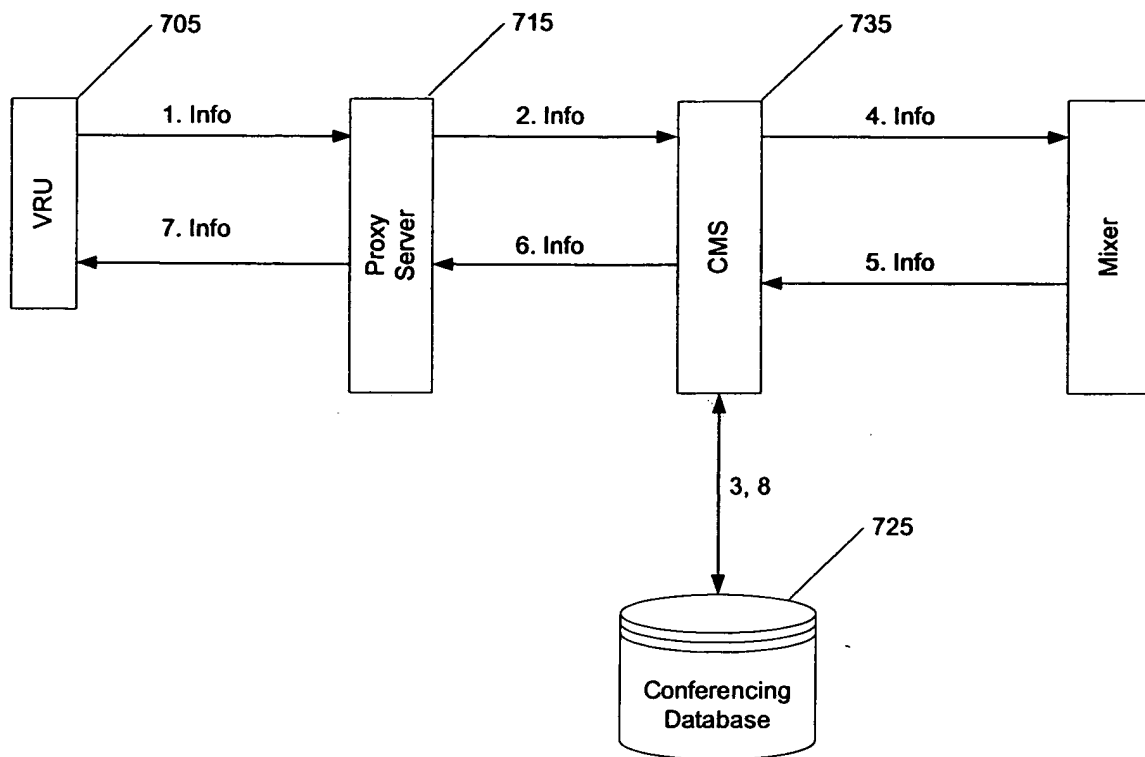 705
715
735
1. Info
2. Info
4. Info
VRU
Proxy
Server
CMS
Mixer
7. Info
6. Info
5. Info
3, 8
725
Conferencing
Database